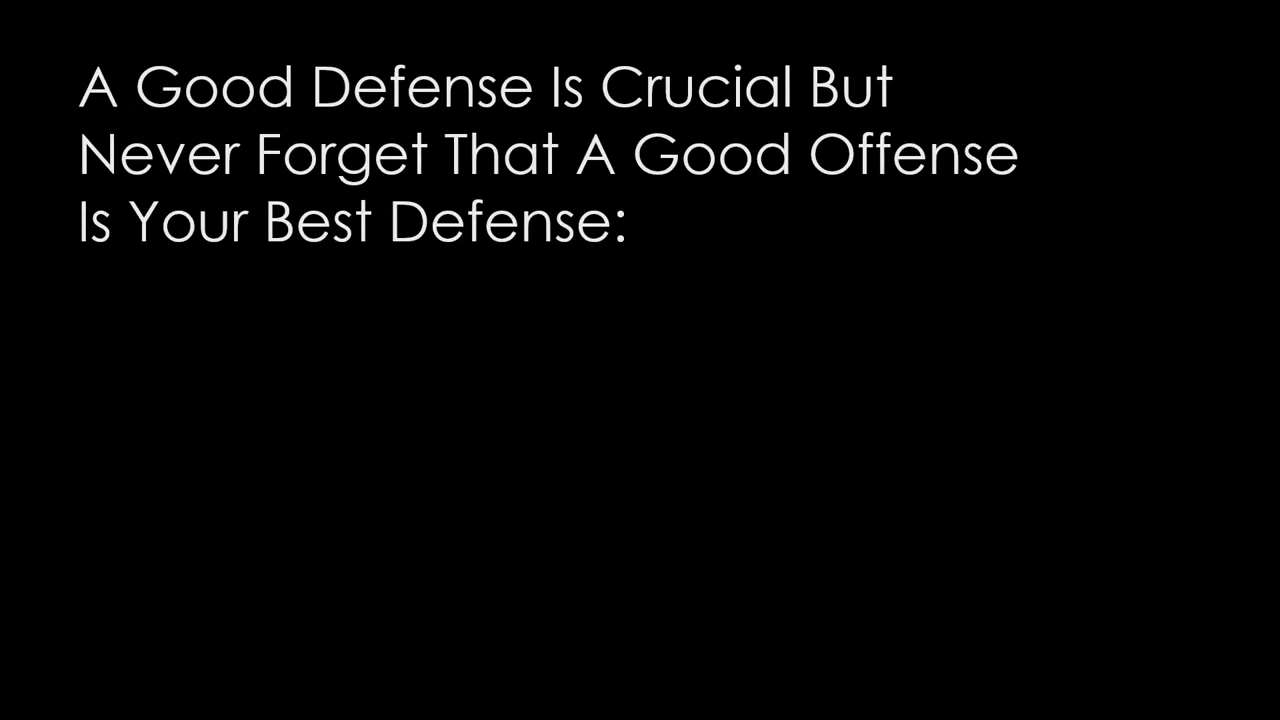 A Good Defense Is Crucial But
Never Forget That A Good Offense
Is Your Best Defense: